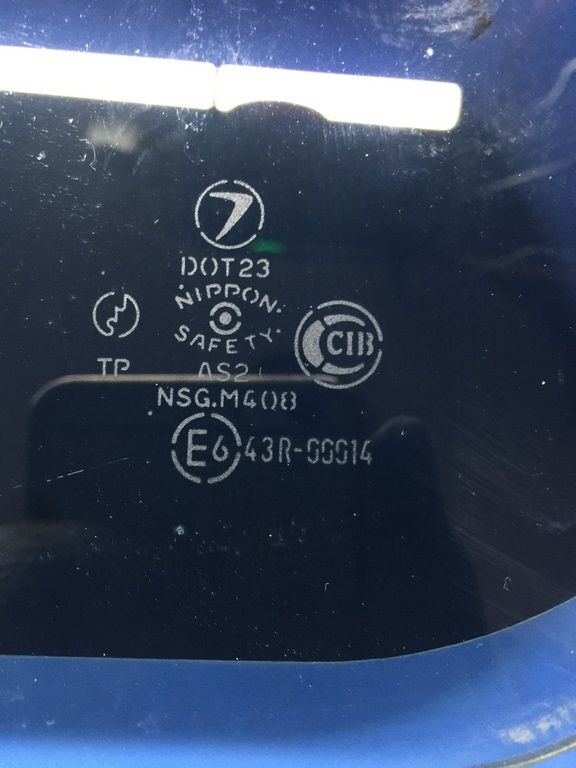 DOT23
NIPPON
SAFETY
CIB
TP
AS2
NSG.M408
E6 43R-00014